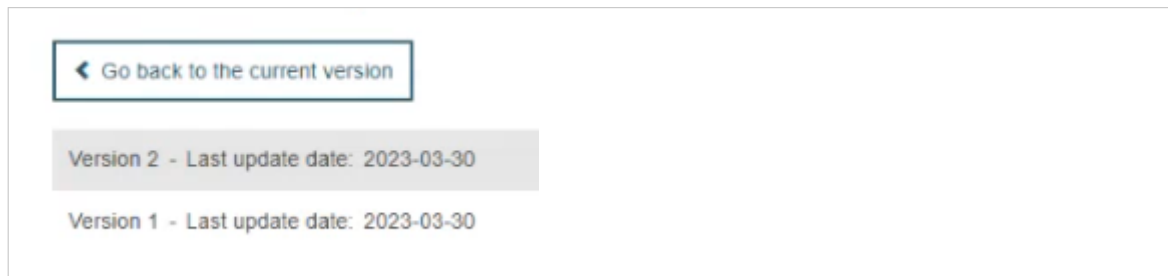 Go back to the current version
Version 2 - Last update date: 2023-03-30
Version 1 - Last update date: 2023-03-30